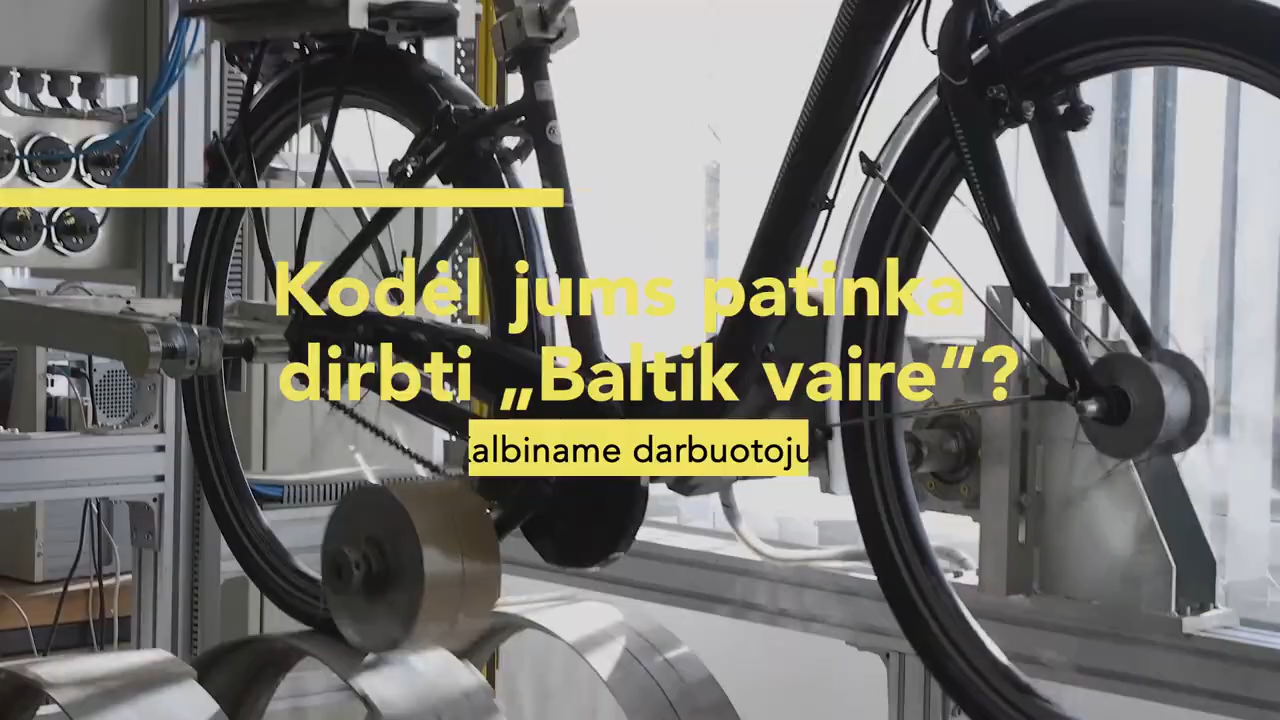 Kodėl jums patinka
dirbti „Baltik vaire“?
albiname darbuotoju